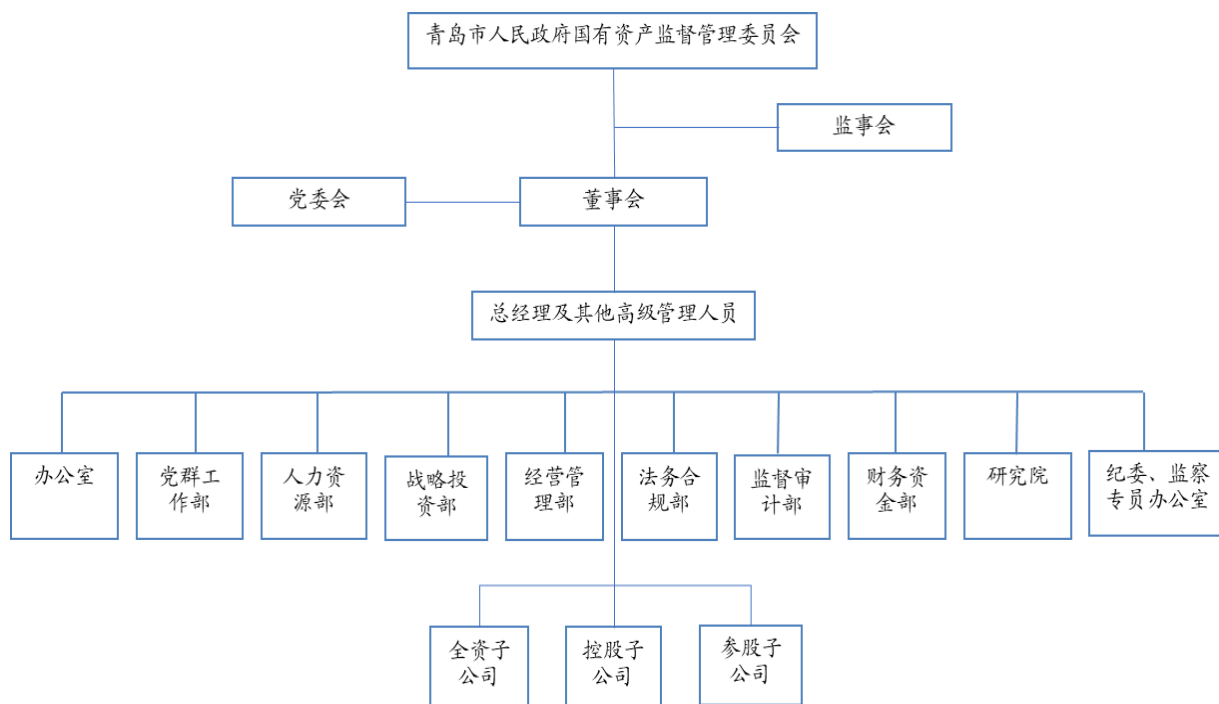 青岛市人民政府国有资产监督管理委员会
监事会
党委会
董事会
总经理及其他高级管理人员
办公室
党群工
作部
人力资
源部
战略投
资部
经营管
理部
法务合
规部
监督审
计部
财务资
金部
研究院
纪委、监察
专员办公室
全资子
公司
控股子
公司
参股子
公司